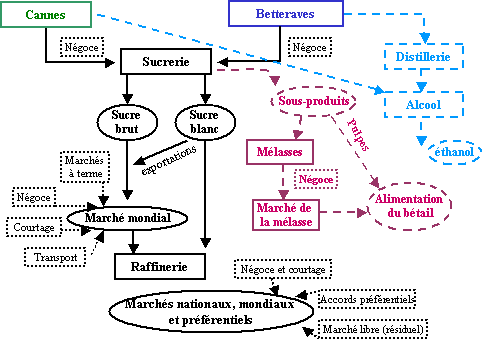 Cannes
Betteraves
Négoce
Négoce
Distillerie
Sucrerie
Sous-produits
Alcool
Sucre
brut
Sucre
blanc
Pulpes
éthanol
Mélasses
exportations
Marchés
à terme
Négoce
Négoce
Alimentation
du bétail
Marché mondial
Marché de
la mélasse
Courtage
Transport
Raffinerie
Négoce et courtage
Accords préférentiels
Marchés nationaux, mondiaux
et préférentiels
Marché libre (résiduel)